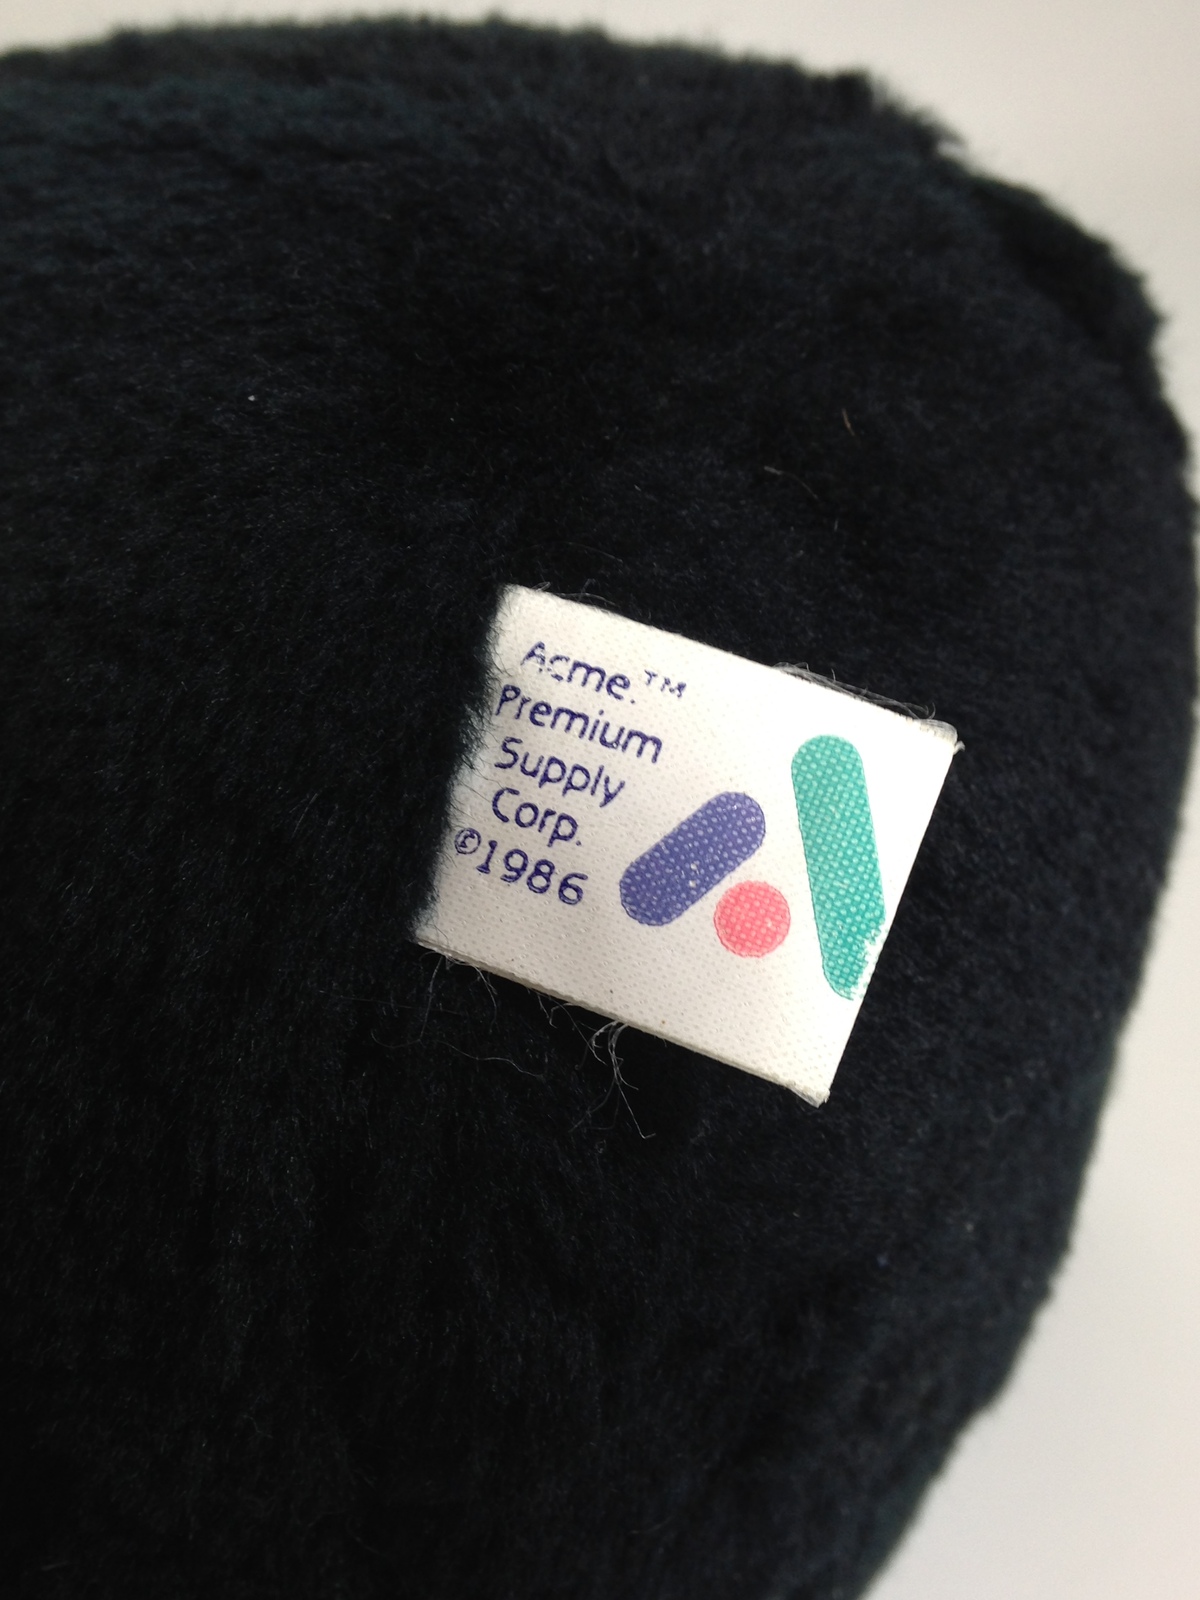 Acme.™
Premium
Supply
Corp.
©1986